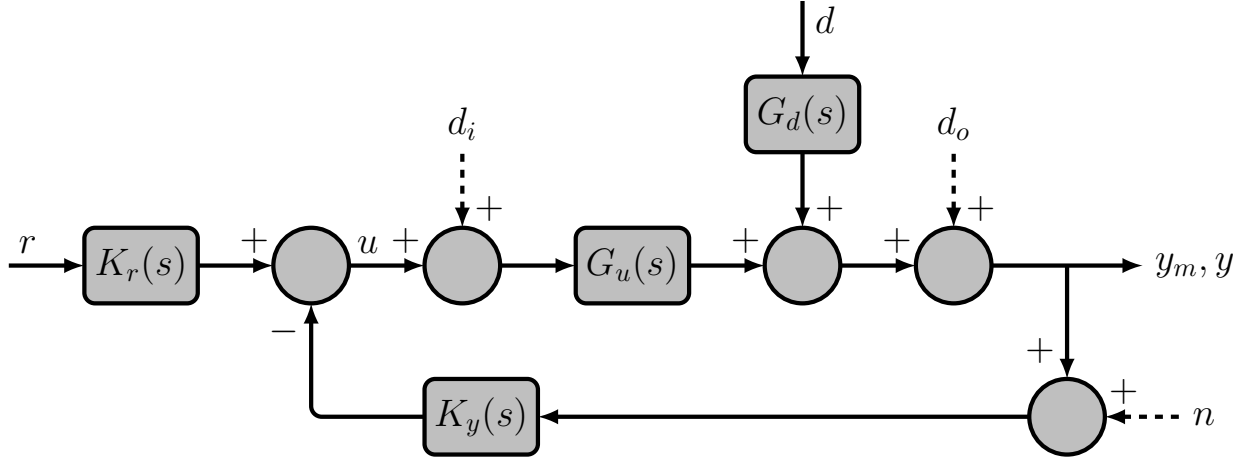 d
G_d(s)
d_i
d_o
+
+
+
r
K_r(s)
+
u
+
G_u(s)
+
+
y_m, y
−
+
+
K_y(s)
n